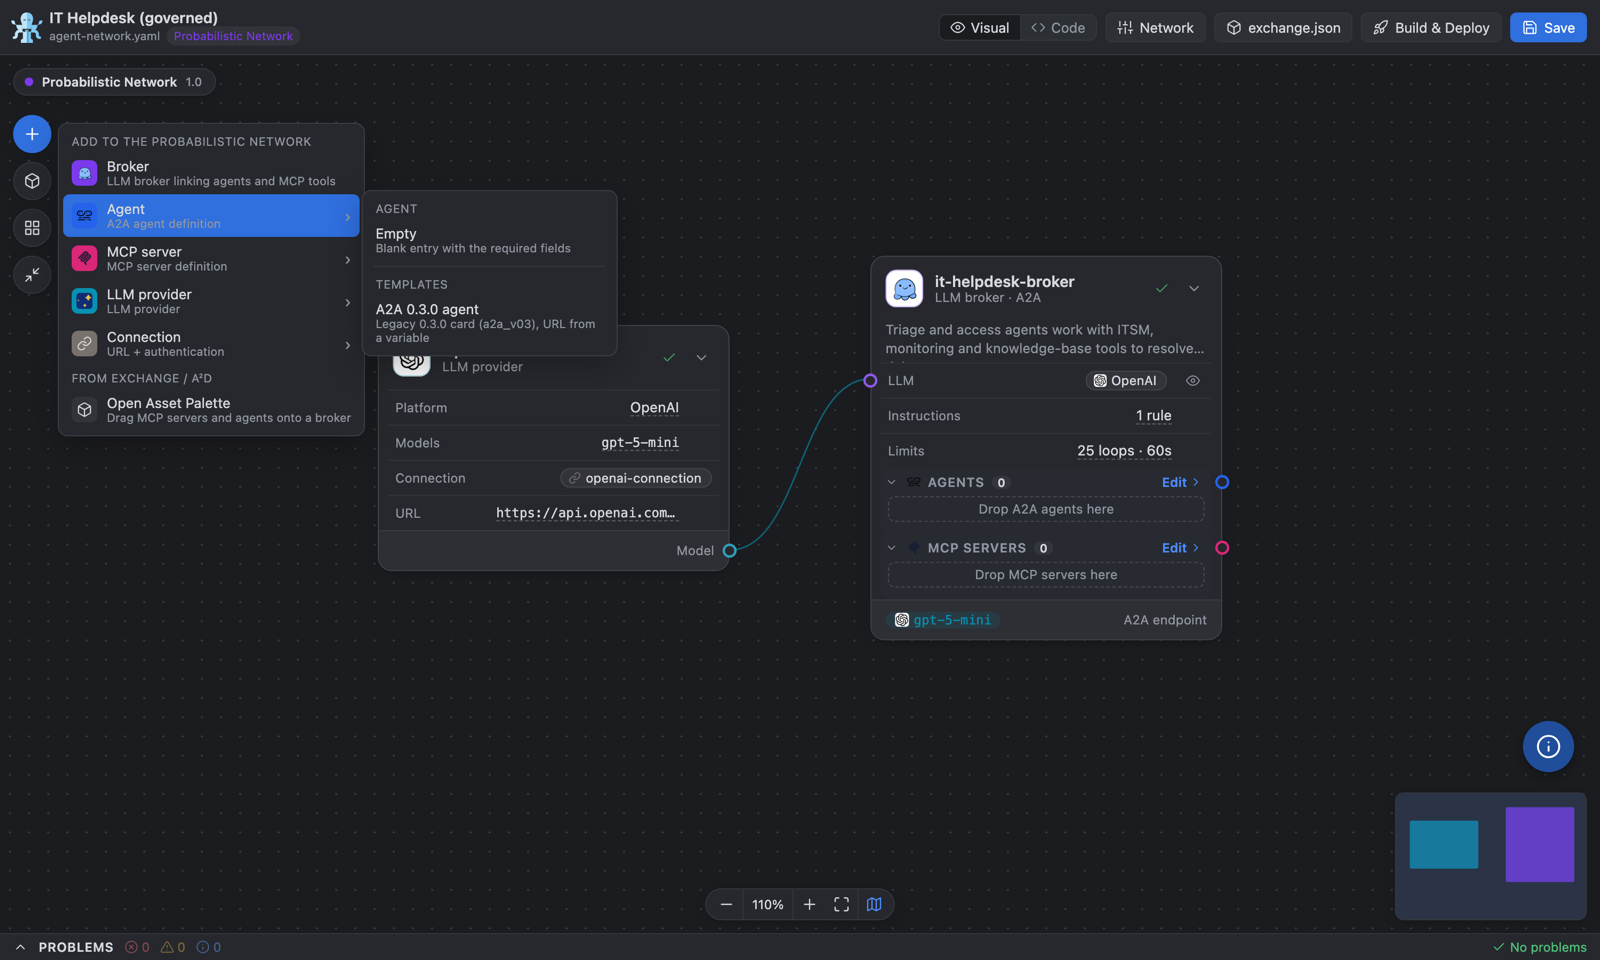 IT Helpdesk (governed)
agent-network.yaml
Probabilistic Network
Visual
Code
Network
exchange.json
Build & Deploy
Save
Probabilistic Network 1.0
ADD TO THE PROBABILISTIC NETWORK
Broker
LLM broker linking agents and MCP tools
Agent
A2A agent definition
MCP server
MCP server definition
LLM provider
LLM provider
Connection
URL + authentication
FROM EXCHANGE / A²D
Open Asset Palette
Drag MCP servers and agents onto a broker
AGENT
Empty
Blank entry with the required fields
TEMPLATES
A2A 0.3.0 agent
Legacy 0.3.0 card (a2a_v03), URL from
a variable
LLM provider
Platform
OpenAI
Models
gpt-5-mini
Connection
openai-connection
URL
https://api.openai.com…
Model
it-helpdesk-broker
LLM broker · A2A
Triage and access agents work with ITSM,
monitoring and knowledge-base tools to resolve…
LLM
OpenAI
Instructions
1 rule
Limits
25 loops · 60s
AGENTS 0
Edit
Drop A2A agents here
MCP SERVERS 0
Edit
Drop MCP servers here
gpt-5-mini
A2A endpoint
110%
PROBLEMS 0 0 0
No problems